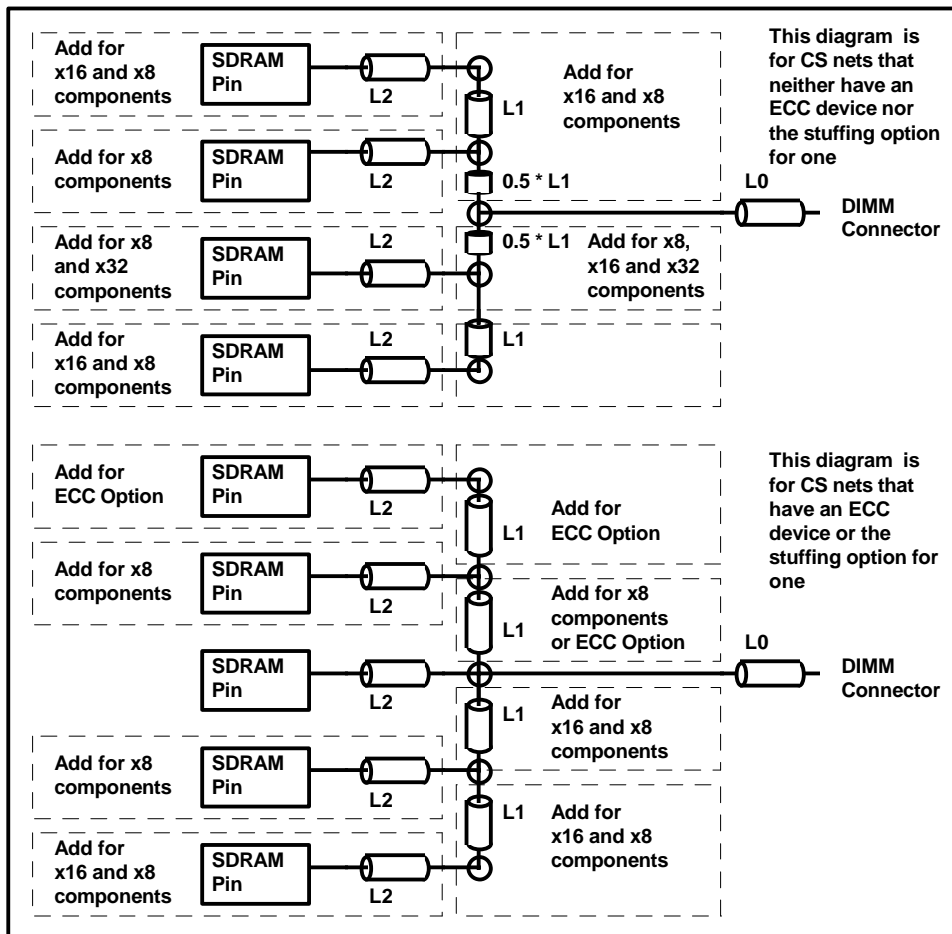 Add for
x16 and x8
components
SDRAM
Pin
L2
L1
Add for
x16 and x8
components
This diagram is
for CS nets that
neither have an
ECC device nor
the stuffing option
for one
Add for x8
components
SDRAM
Pin
L2
0.5 * L1
L0
DIMM
Connector
Add for x8
and x32
components
SDRAM
Pin
L2
0.5 * L1
Add for x8,
x16 and x32
components
Add for
x16 and x8
components
SDRAM
Pin
L2
L1
Add for
ECC Option
SDRAM
Pin
L2
L1
Add for
ECC Option
This diagram is
for CS nets that
have an ECC
device or the
stuffing option for
one
Add for x8
components
SDRAM
Pin
L2
L1
Add for x8
components
or ECC Option
SDRAM
Pin
L2
L0
DIMM
Connector
L1
Add for
x16 and x8
components
Add for x8
components
SDRAM
Pin
L2
L1
Add for
x16 and x8
components
Add for
x16 and x8
components
SDRAM
Pin
L2